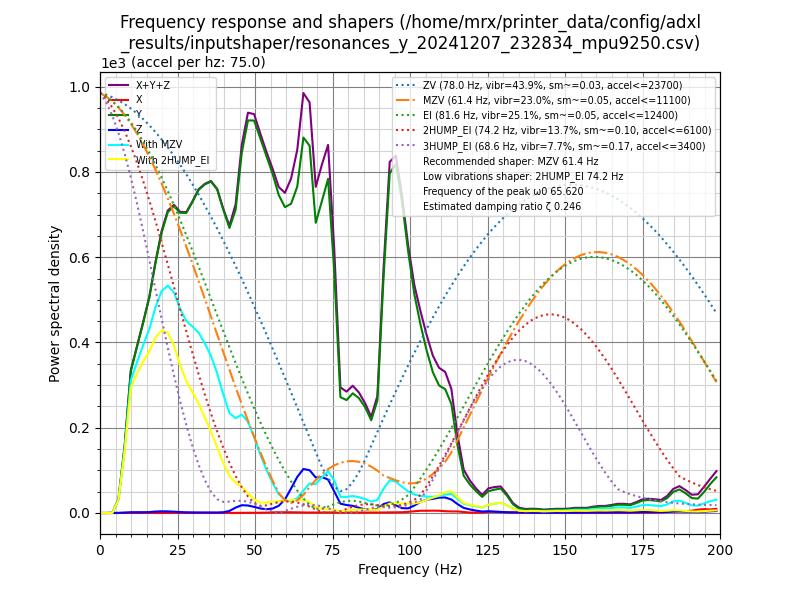 Frequency response and shapers (/home/mrx/printer_data/config/adxl
_results/inputshaper/resonances_y_20241207_232834_mpu9250.csv)
1e3 (accel per hz: 75.0)
X+Y+Z
X
Y
Z
With MZV
With 2HUMP_EI
ZV (78.0 Hz, vibr=43.9%, sm~=0.03, accel<=23700)
MZV (61.4 Hz, vibr=23.0%, sm~=0.05, accel<=11100)
EI (81.6 Hz, vibr=25.1%, sm~=0.05, accel<=12400)
2HUMP_EI (74.2 Hz, vibr=13.7%, sm~=0.10, accel<=6100)
3HUMP_EI (68.6 Hz, vibr=7.7%, sm~=0.17, accel<=3400)
Recommended shaper: MZV 61.4 Hz
Low vibrations shaper: 2HUMP_EI 74.2 Hz
Frequency of the peak ω0 65.62
Estimated damping ratio ζ 0.246
Power spectral density
1.0
0.8
0.6
0.4
0.2
0.0
0 25 50 75 100 125 150 175 200
Frequency (Hz)